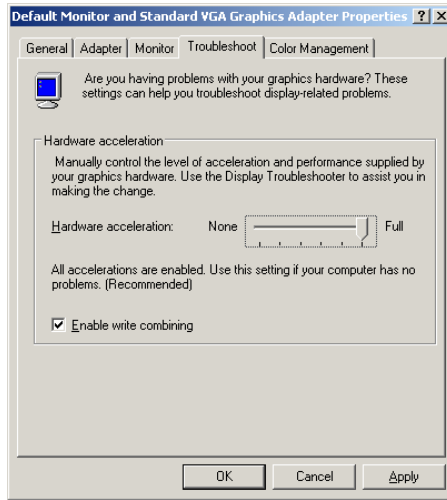 Default Monitor and Standard VGA Graphics Adapter Properties
General Adapter Monitor Troubleshoot Color Management
Are you having problems with your graphics hardware? These
settings can help you troubleshoot display-related problems.
Hardware acceleration
Manually control the level of acceleration and performance supplied by
your graphics hardware. Use the Display Troubleshooter to assist you in
making the change.
Hardware acceleration: None Full
All accelerations are enabled. Use this setting if your computer has no
problems. (Recommended)
Enable write combining
OK Cancel Apply